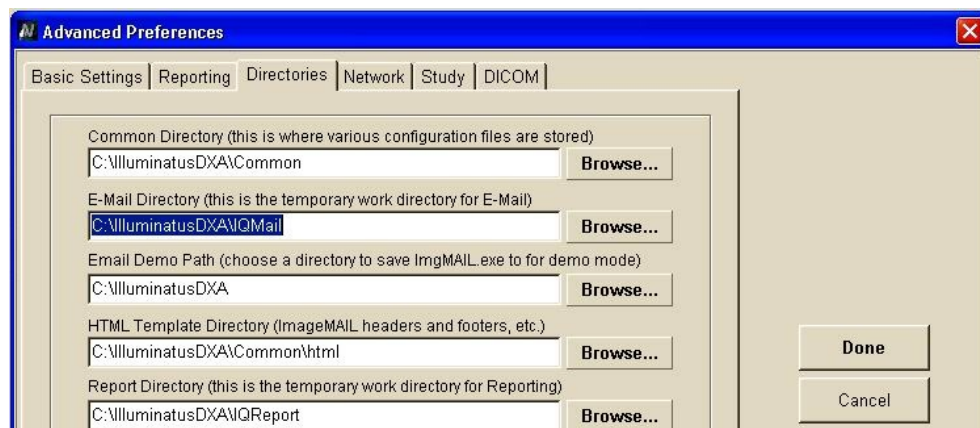 Advanced Preferences
Basic Settings Reporting Directories Network Study DICOM
Common Directory (this is where various configuration files are stored)
C:\IlluminatusDXA\Common Browse...
E-Mail Directory (this is the temporary work directory for E-Mail)
C:\IlluminatusDXA\IQMail Browse...
Email Demo Path (choose a directory to save ImgMAIL.exe to for demo mode)
C:\IlluminatusDXA Browse...
HTML Template Directory (ImageMAIL headers and footers, etc.)
C:\IlluminatusDXA\Common\html Browse...
Done
Report Directory (this is the temporary work directory for Reporting)
C:\IlluminatusDXA\IQReport Browse...
Cancel